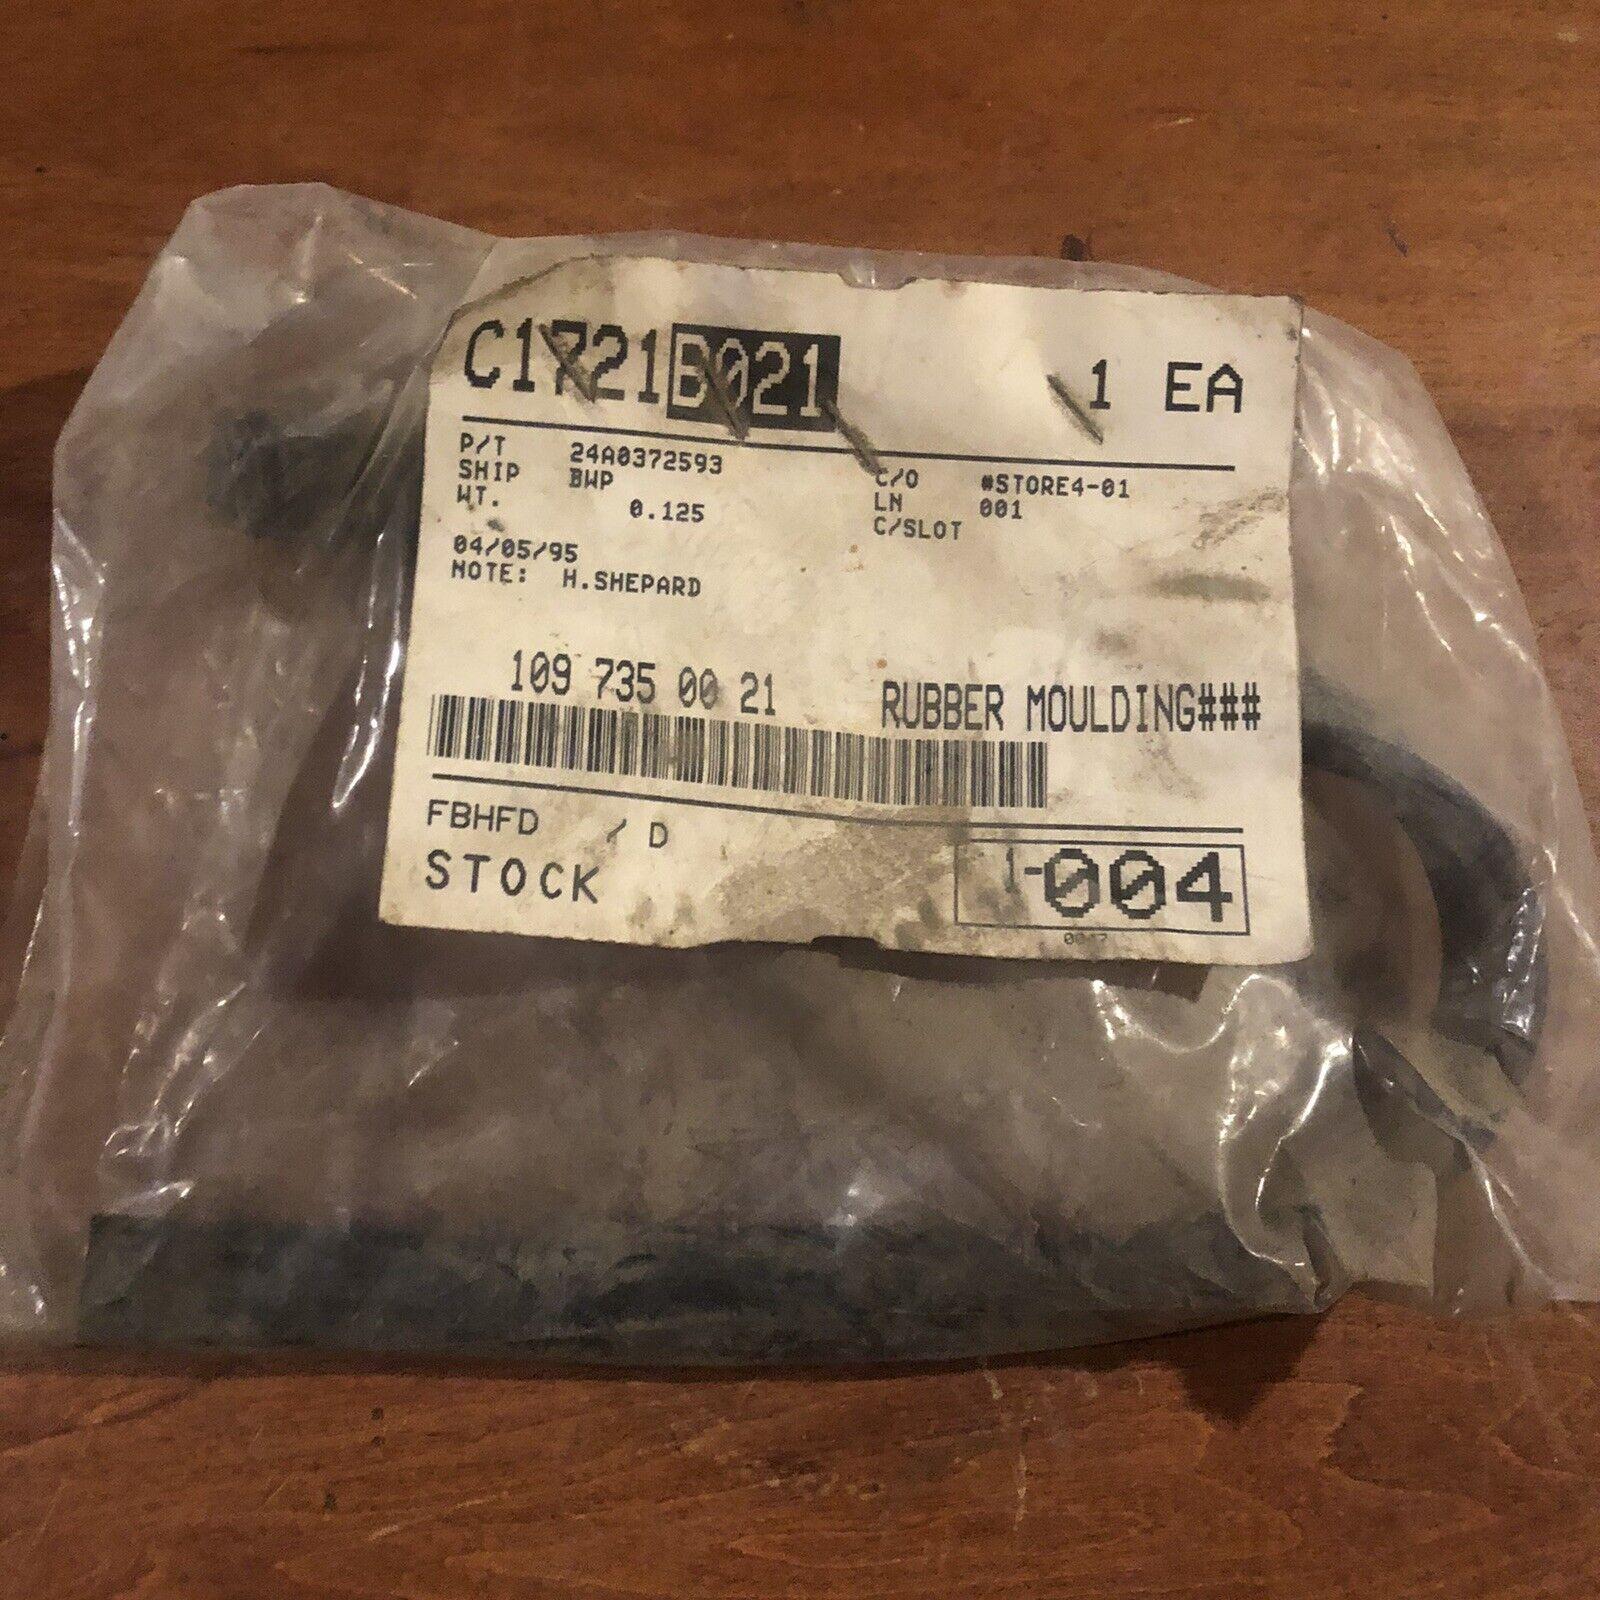 C1721B021 1 EA
P/T 24A0372593 C/O #STORE4-01
SHIP BWP LN 001
WT. 0.125 C/SLOT
04/05/95
NOTE: H.SHEPARD
109 735 00 21 RUBBER MOULDING###
FBHFD / D
STOCK 1-004